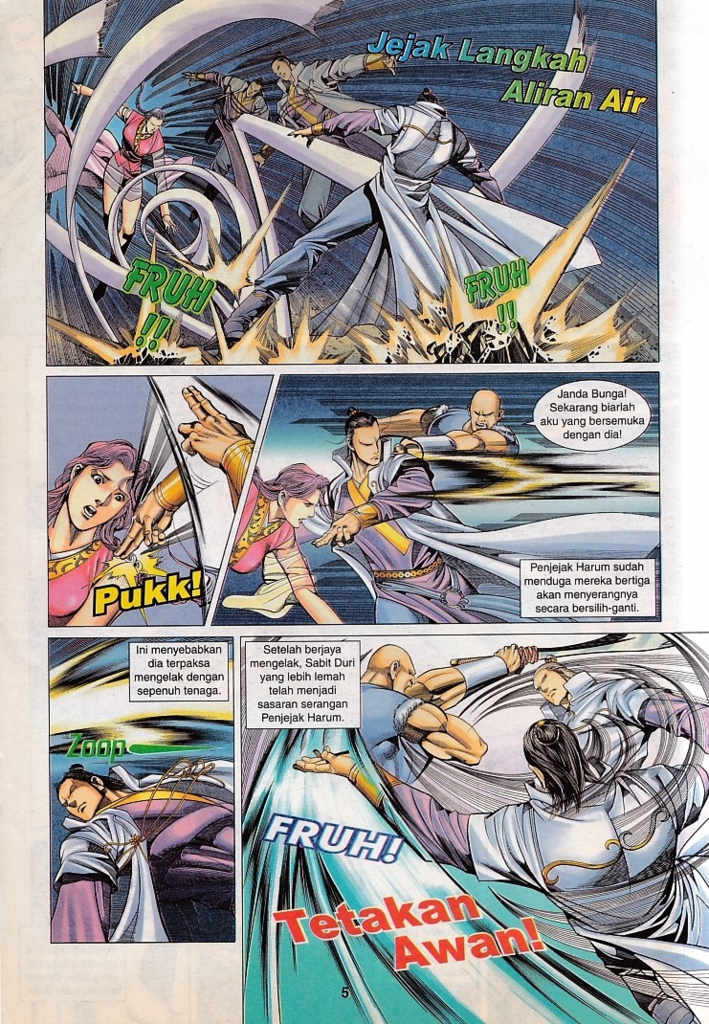 Jejak Langkah
Aliran Air
FRUH
!!
FRUH
!!
Pukk!
Janda Bunga!
Sekarang biarlah
aku yang bersemuka
dengan dia!
Penjejak Harum sudah
menduga mereka bertiga
akan menyerangnya
secara bersilih-ganti.
Ini menyebabkan
dia terpaksa
mengelak dengan
sepenuh tenaga.
Zoop
Setelah berjaya
mengelak, Sabit Duri
yang lebih lemah
telah menjadi
sasaran serangan
Penjejak Harum.
FRUH!
Tetakan
Awan!
5